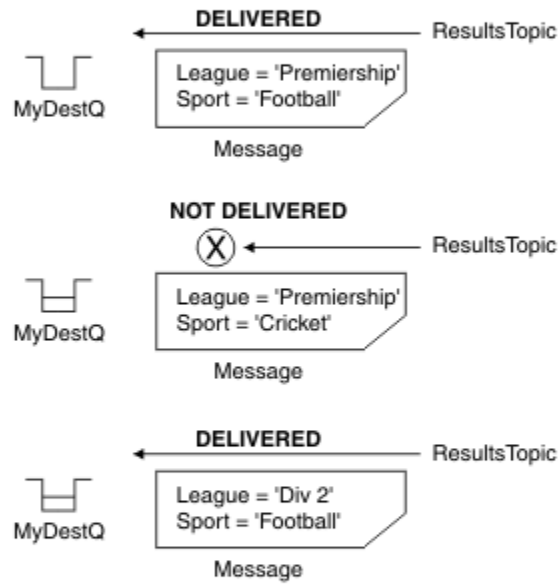 DELIVERED
ResultsTopic
MyDestQ
League = 'Premiership'
Sport = 'Football'
Message
NOT DELIVERED
X
ResultsTopic
MyDestQ
League = 'Premiership'
Sport = 'Cricket'
Message
DELIVERED
ResultsTopic
MyDestQ
League = 'Div 2'
Sport = 'Football'
Message